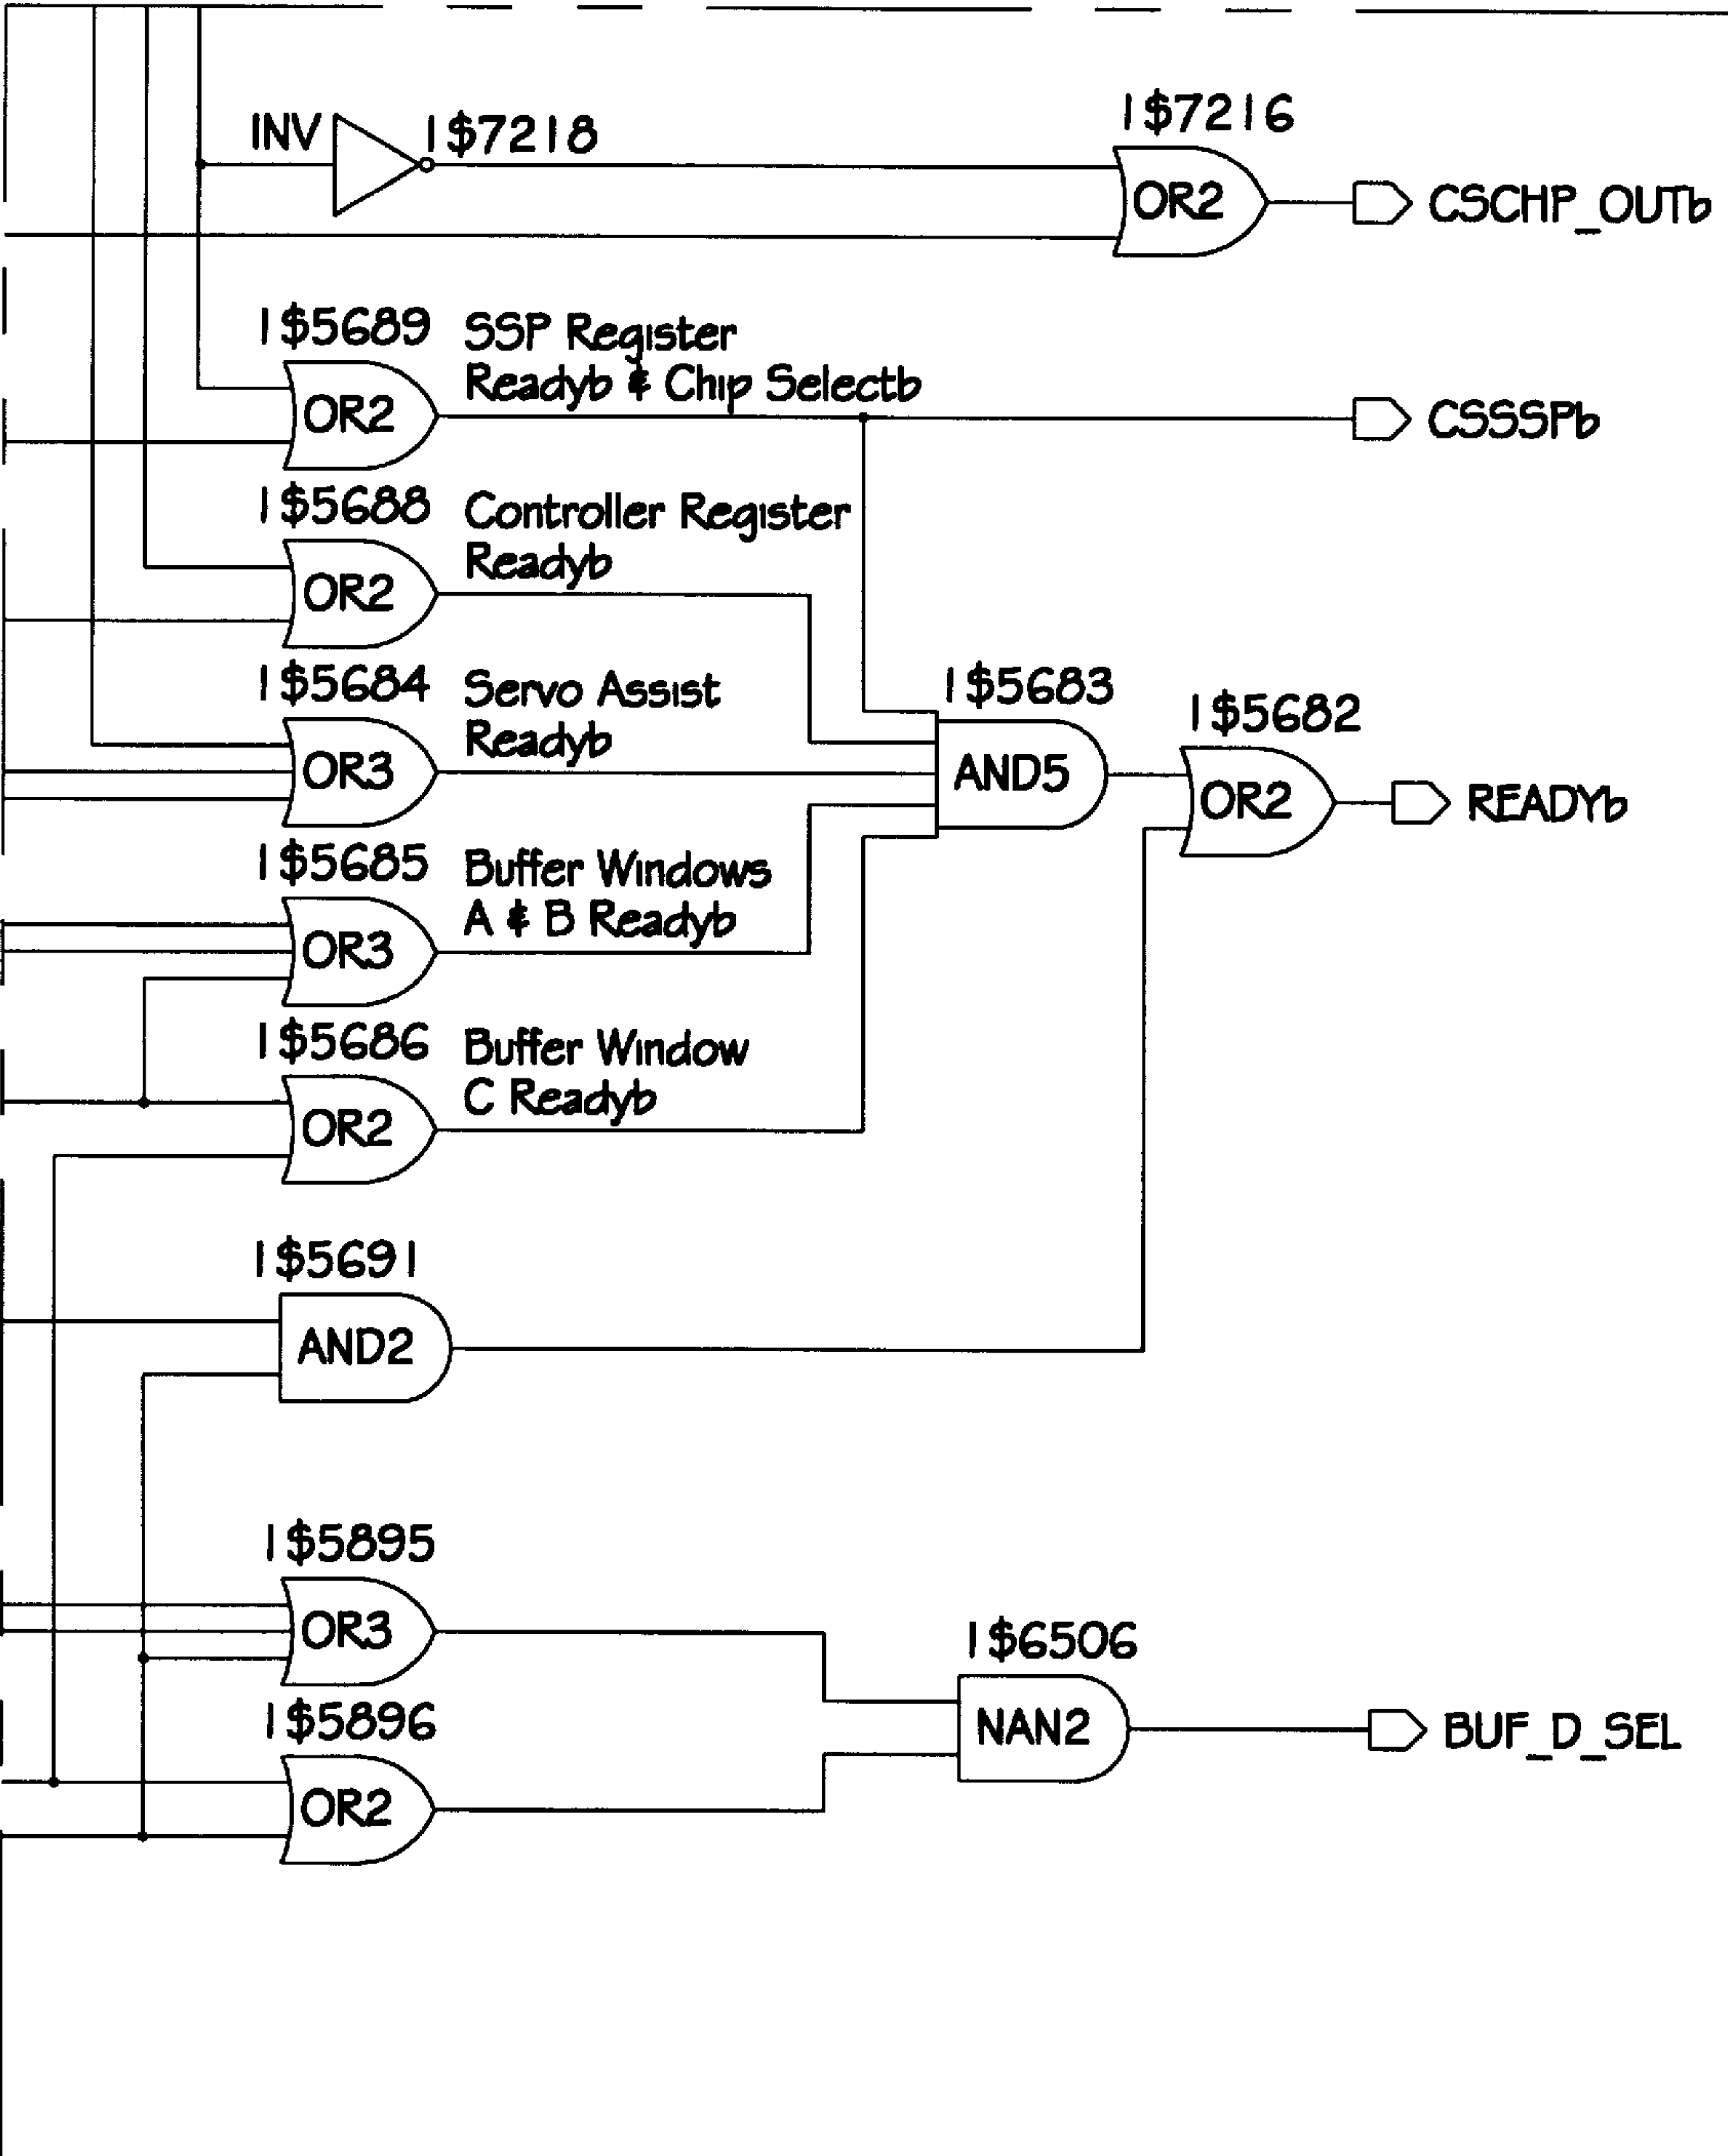 INV 1$7218
1$7216
OR2
CSCHP_OUTb
1$5689
SSP Register
Readyb & Chip Selectb
OR2
CSSSPb
1$5688
Controller Register
Readyb
OR2
1$5684
Servo Assist
Readyb
OR3
1$5683
AND5
1$5682
OR2
READYb
1$5685
Buffer Windows
A & B Readyb
OR3
1$5686
Buffer Window
C Readyb
OR2
1$5691
AND2
1$5895
OR3
1$6506
NAN2
BUF_D_SEL
1$5896
OR2